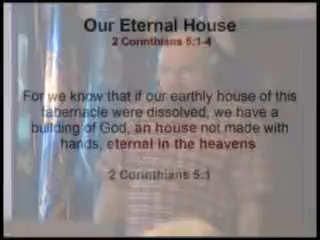 Our Eternal House
2 Corinthians 5:1-4
For we know that if our earthly house of this
tabernacle were dissolved, we have a
building of God, an house not made with
hands, eternal in the heavens
2 Corinthians 5:1